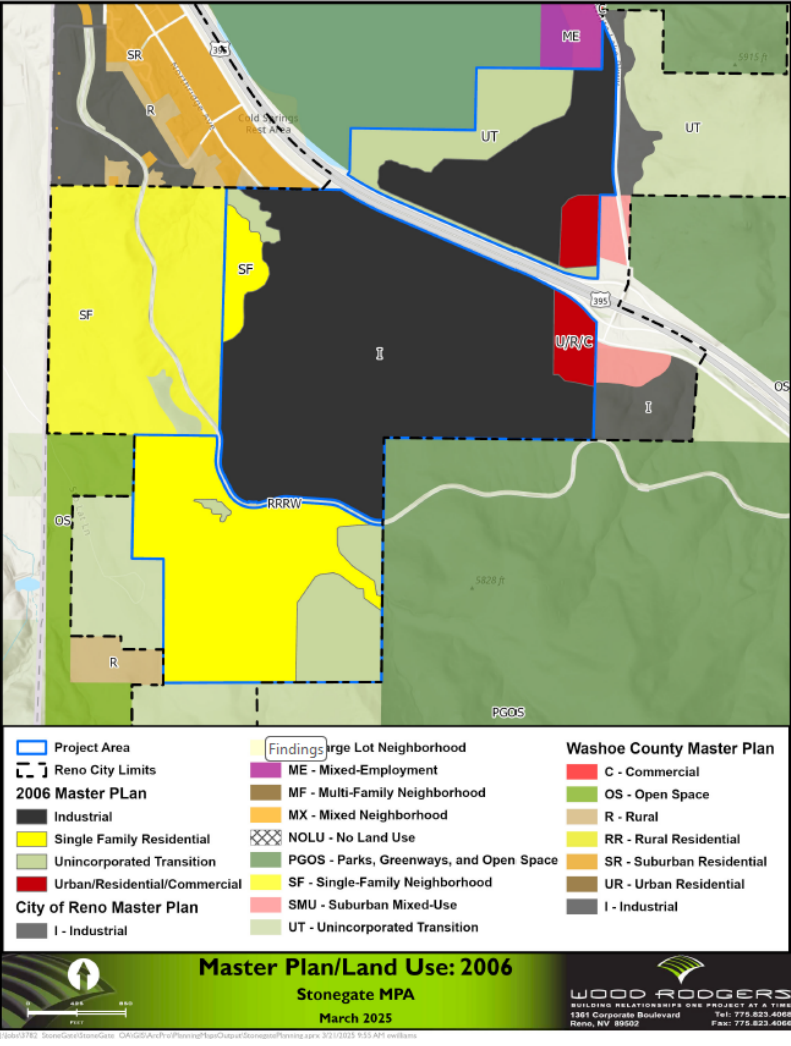 C
ME
395
SR
5915 ft
R
Cold Springs
Rest Area
UT
UT
SF
SF
395
U/R/C
I
OS
I
RRRW
OS
5828 ft
R
PGOS
Project Area
Reno City Limits
2006 Master PLan
Industrial
Single Family Residential
Unincorporated Transition
Urban/Residential/Commercial
City of Reno Master Plan
I - Industrial
Findings
arge Lot Neighborhood
ME - Mixed-Employment
MF - Multi-Family Neighborhood
MX - Mixed Neighborhood
NOLU - No Land Use
PGOS - Parks, Greenways, and Open Space
SF - Single-Family Neighborhood
SMU - Suburban Mixed-Use
UT - Unincorporated Transition
Washoe County Master Plan
C - Commercial
OS - Open Space
R - Rural
RR - Rural Residential
SR - Suburban Residential
UR - Urban Residential
I - Industrial
Master Plan/Land Use: 2006
Stonegate MPA
March 2025
0 425 850
FEET
WOOD RODGERS
BUILDING RELATIONSHIPS ONE PROJECT AT A TIME
1361 Corporate Boulevard Tel: 775.823.4068
Reno, NV 89502 Fax: 775.823.4066